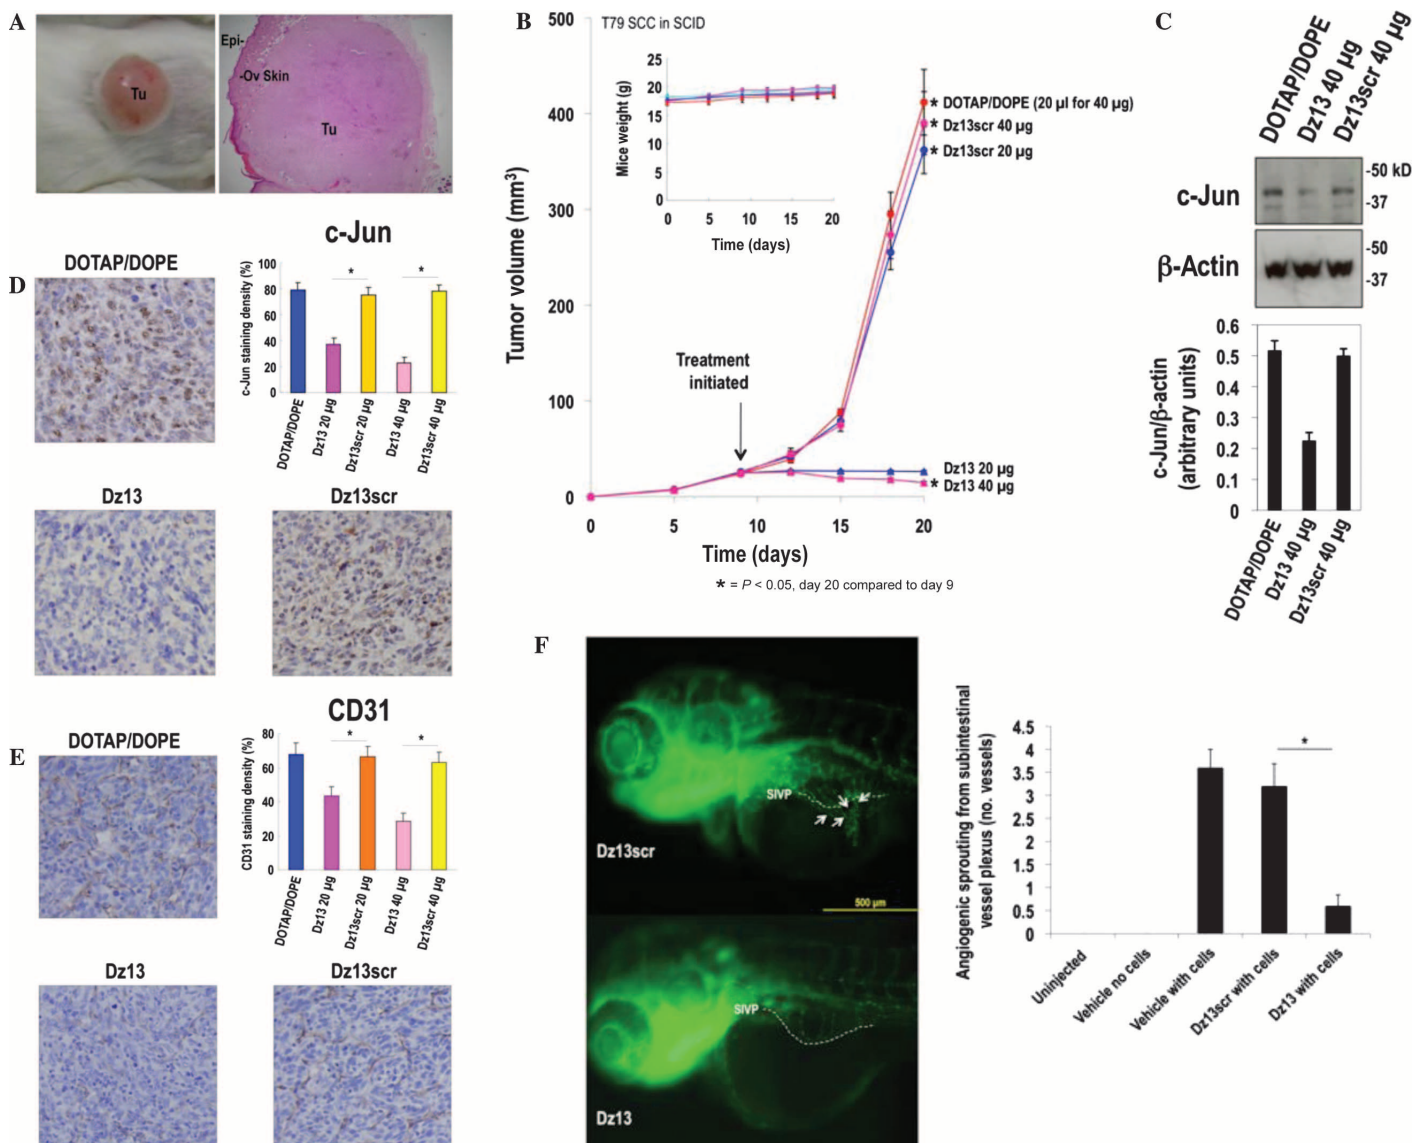 A
Tu
Epi-
-Ov Skin
Tu
B
T79 SCC in SCID
500
400
300
200
100
0
Tumor volume (mm³)
0
5
10
15
20
Time (days)
25
20
15
10
5
0
Mice weight (g)
0
5
10
15
20
Time (days)
Treatment
initiated
* DOTAP/DOPE (20 µl for 40 µg)
* Dz13scr 40 µg
* Dz13scr 20 µg
Dz13 20 µg
* Dz13 40 µg
* = P < 0.05, day 20 compared to day 9
C
DOTAP/DOPE
Dz13 40 µg
Dz13scr 40 µg
c-Jun
-50 kD
-37
β-Actin
-50
-37
0.6
0.5
0.4
0.3
0.2
0.1
0
c-Jun/β-actin
(arbitrary units)
DOTAP/DOPE
Dz13 40 µg
Dz13scr 40 µg
D
c-Jun
DOTAP/DOPE
100
80
60
40
20
0
c-Jun staining density (%)
*
*
DOTAP/DOPE
Dz13 20 µg
Dz13scr 20 µg
Dz13 40 µg
Dz13scr 40 µg
Dz13
Dz13scr
E
CD31
DOTAP/DOPE
80
60
40
20
0
CD31 staining density (%)
*
*
DOTAP/DOPE
Dz13 20 µg
Dz13scr 20 µg
Dz13 40 µg
Dz13scr 40 µg
Dz13
Dz13scr
F
SIVP
Dz13scr
500 µm
SIVP
Dz13
Angiogenic sprouting from subintestinal
vessel plexus (no. vessels)
4.5
4
3.5
3
2.5
2
1.5
1
0.5
0
*
Uninjected
Vehicle no cells
Vehicle with cells
Dz13scr with cells
Dz13 with cells